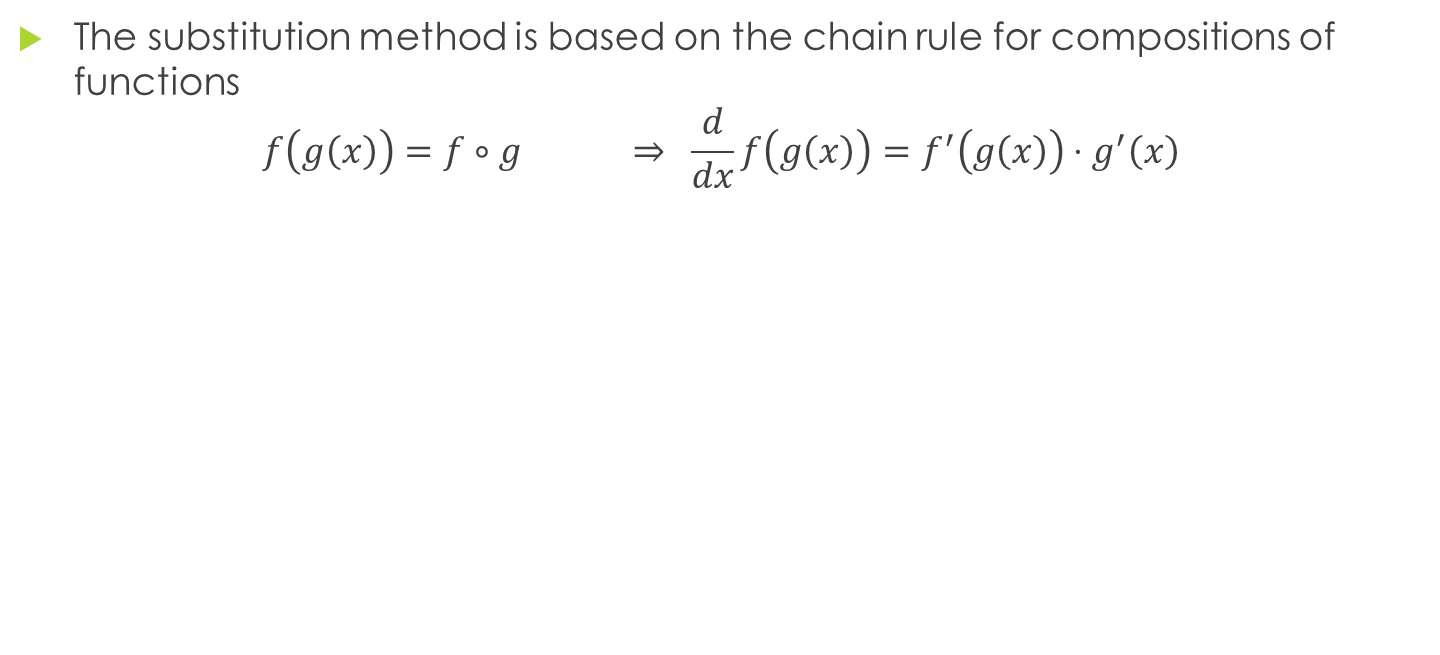 The substitution method is based on the chain rule for compositions of
functions
f(g(x)) = f ∘ g ⇒ d/dx f(g(x)) = f′(g(x)) · g′(x)